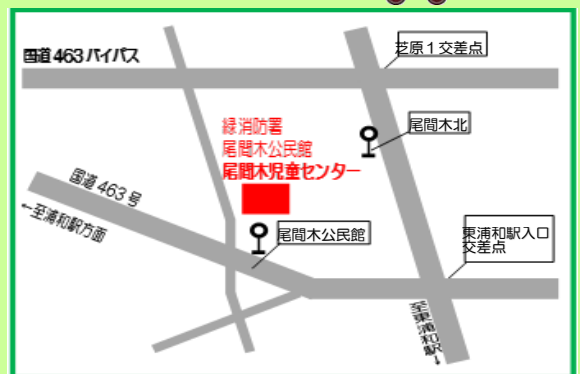 国道463バイパス
芝原1交差点
緑消防署
尾間木公民館
尾間木児童センター
尾間木北
国道463号
←至浦和駅方面
尾間木公民館
東浦和駅入口
交差点
至東浦和駅→